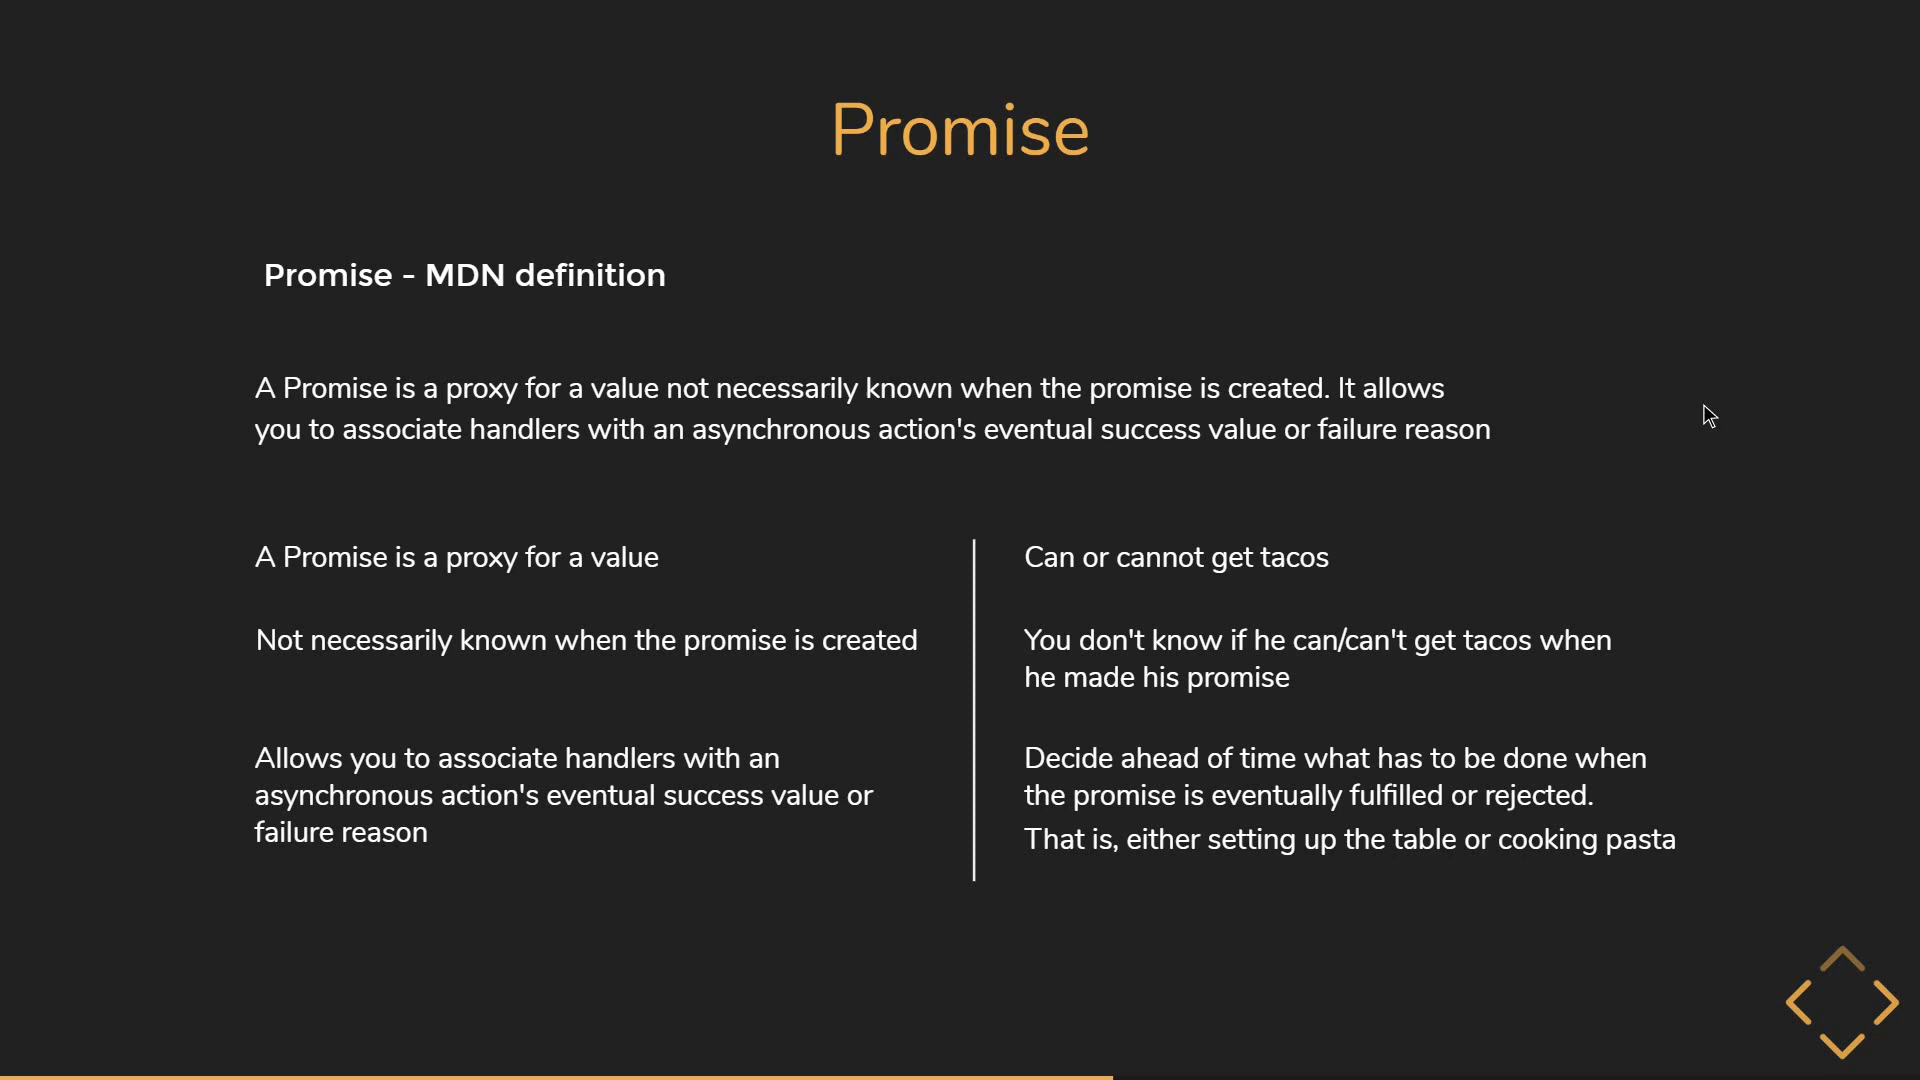 Promise
Promise - MDN definition
A Promise is a proxy for a value not necessarily known when the promise is created. It allows
you to associate handlers with an asynchronous action's eventual success value or failure reason
A Promise is a proxy for a value
Can or cannot get tacos
Not necessarily known when the promise is created
You don't know if he can/can't get tacos when
he made his promise
Allows you to associate handlers with an
asynchronous action's eventual success value or
failure reason
Decide ahead of time what has to be done when
the promise is eventually fulfilled or rejected.
That is, either setting up the table or cooking pasta